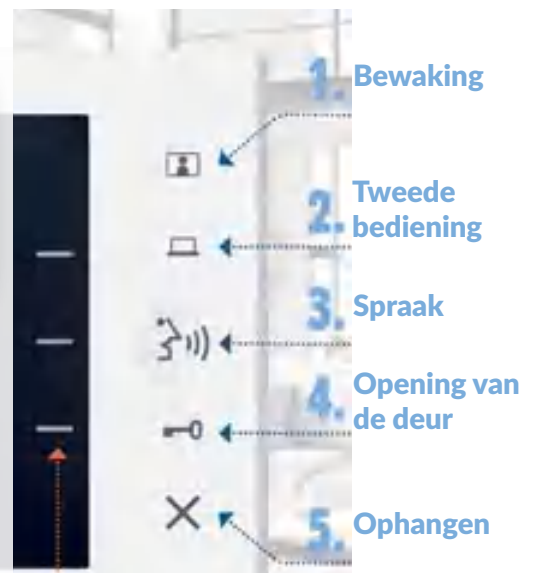 1. Bewaking
2. Tweede
bediening
3. Spraak
4. Opening van
de deur
5. Ophangen